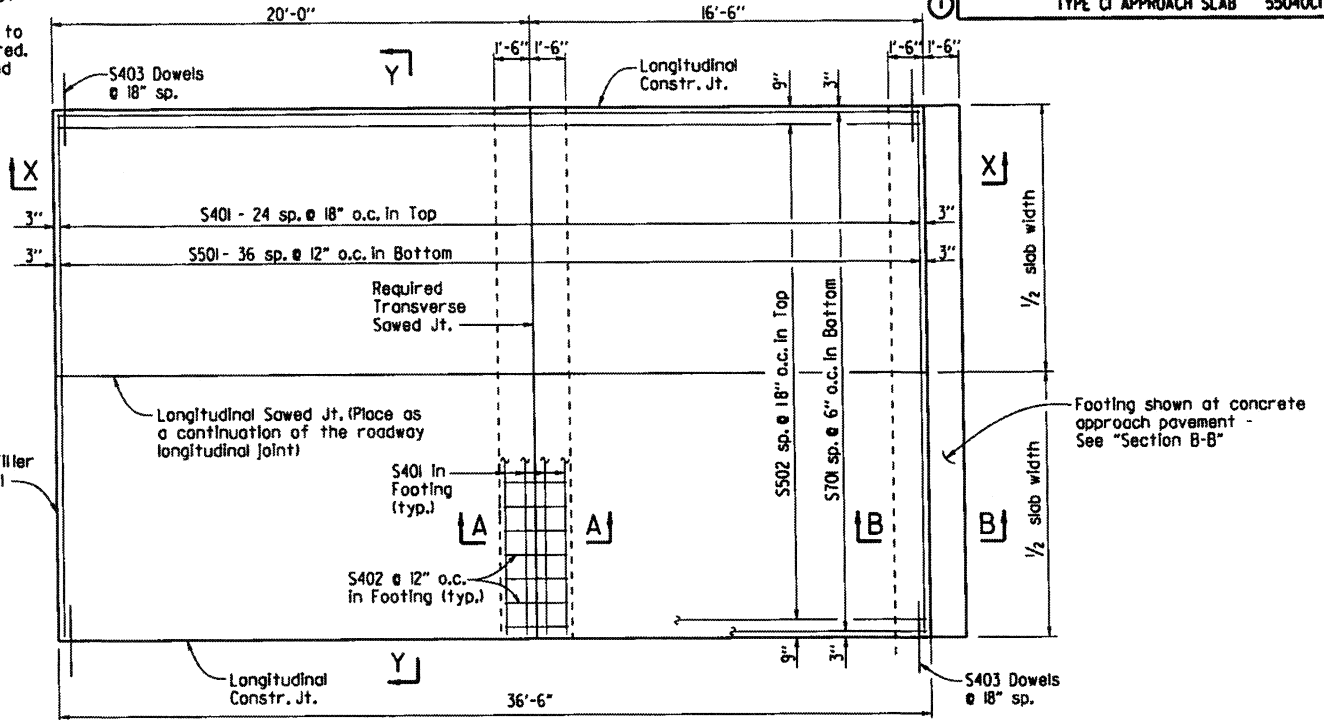 to
red.
TYPE CI APPROACH SLAB
20'-0"
16'-6"
1'-6"
1'-6"
1'-6"
1'-6"
Y
S403 Dowels
@ 18" sp.
Longitudinal
Constr. Jt.
9"
3"
X
X
S401 - 24 sp. @ 18" o.c. in Top
3"
3"
S501 - 36 sp. @ 12" o.c. in Bottom
3"
3"
1/2 slab width
Required
Transverse
Sawed Jt.
S502 sp. @ 18" o.c. in Top
S701 sp. @ 6" o.c. in Bottom
Longitudinal Sawed Jt. (Place as
a continuation of the roadway
longitudinal joint)
Footing shown at concrete
approach pavement -
See "Section B-B"
S401 in
Footing
(typ.)
A
A
B
B
1/2 slab width
S402 @ 12" o.c.
in Footing (typ.)
9"
3"
Longitudinal
Constr. Jt.
Y
36'-6"
S403 Dowels
@ 18" sp.